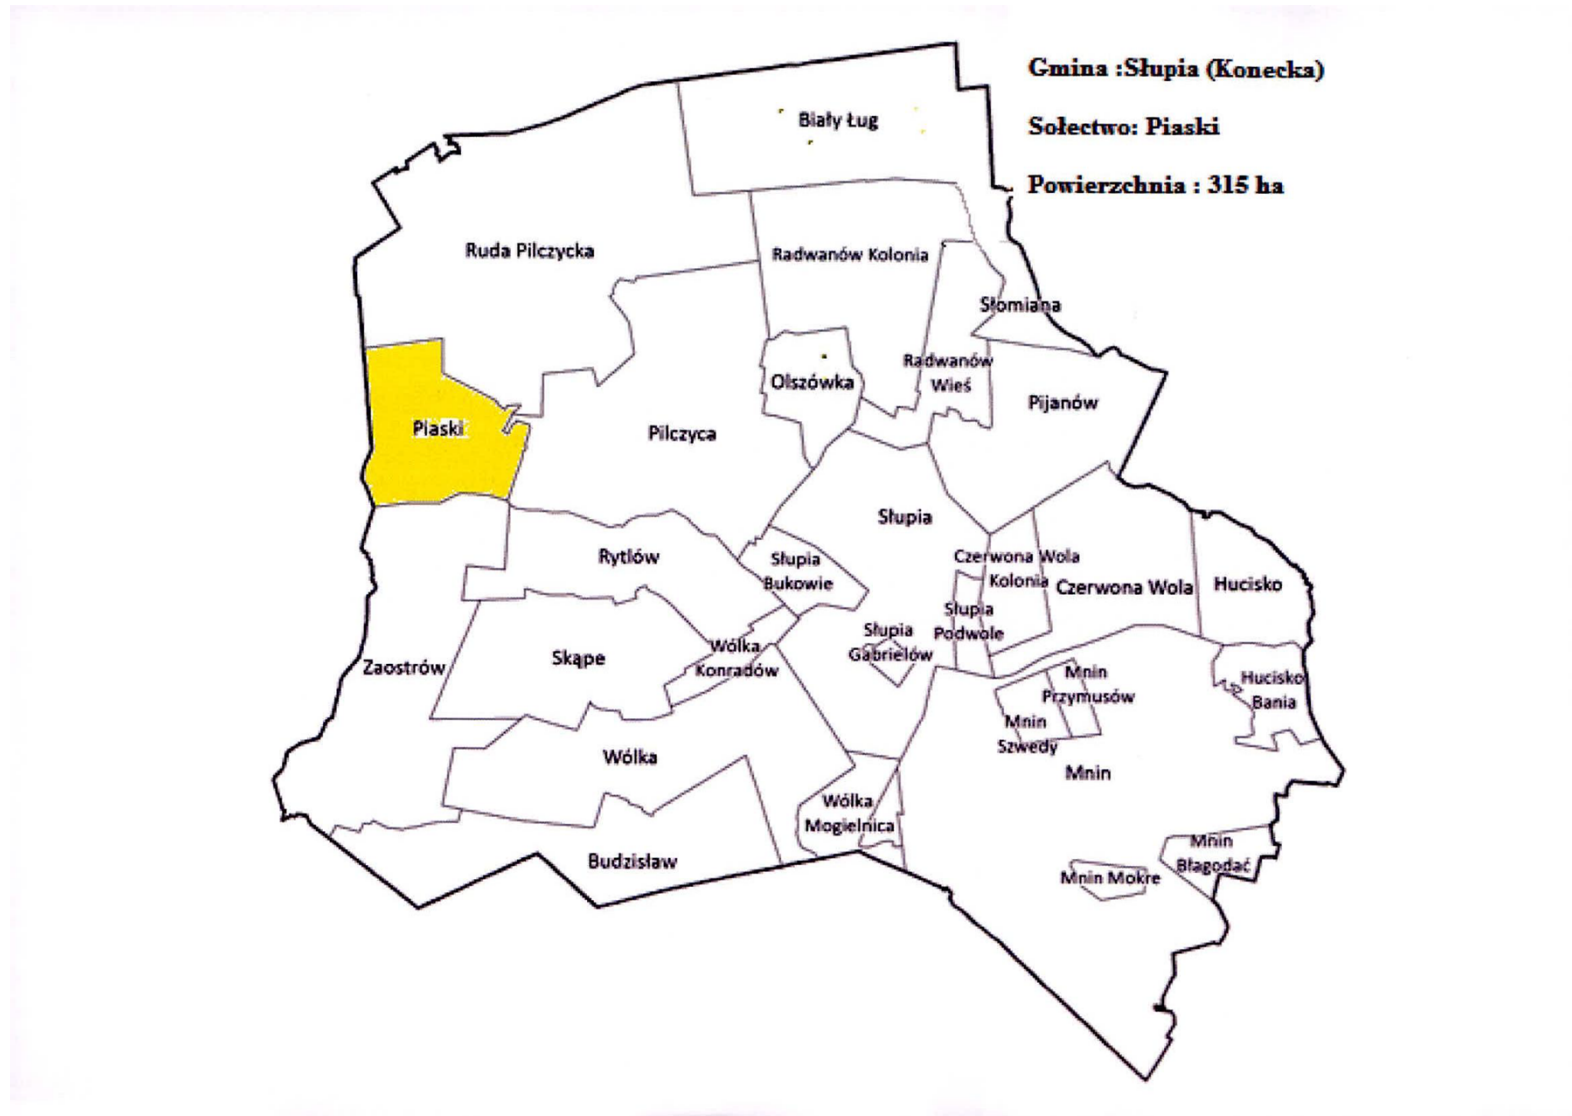 Gmina :Słupia (Konecka)
Sołectwo: Piaski
Powierzchnia : 315 ha
Biały Ług
Ruda Pilczycka
Radwanów Kolonia
Słomiana
Radwanów
Wieś
Olszówka
Pijanów
Piaski
Pilczyca
Słupia
Rytlów
Słupia
Bukowie
Czerwona Wola
Kolonia
Czerwona Wola
Hucisko
Słupia
Podwole
Słupia
Gabrielów
Zaostrów
Skąpe
Wólka
Konradów
Mnin
Przymusów
Hucisko
Bania
Mnin
Szwedy
Wólka
Mnin
Wólka
Mogielnica
Budzisław
Mnin
Błagodać
Mnin Mokre